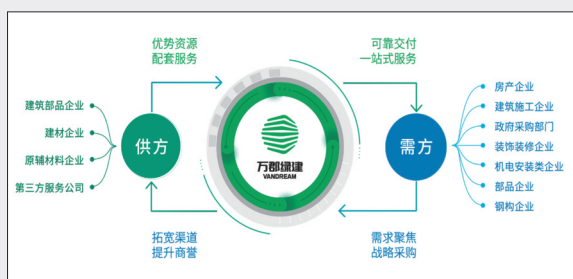 优势资源
配套服务
可靠交付
一站式服务
建筑部品企业
建材企业
原辅材料企业
第三方服务公司
供方
万郡绿建
VANDREAM
需方
房产企业
建筑施工企业
政府采购部门
装饰装修企业
机电安装类企业
部品企业
钢构企业
拓宽渠道
提升商誉
需求聚焦
战略采购